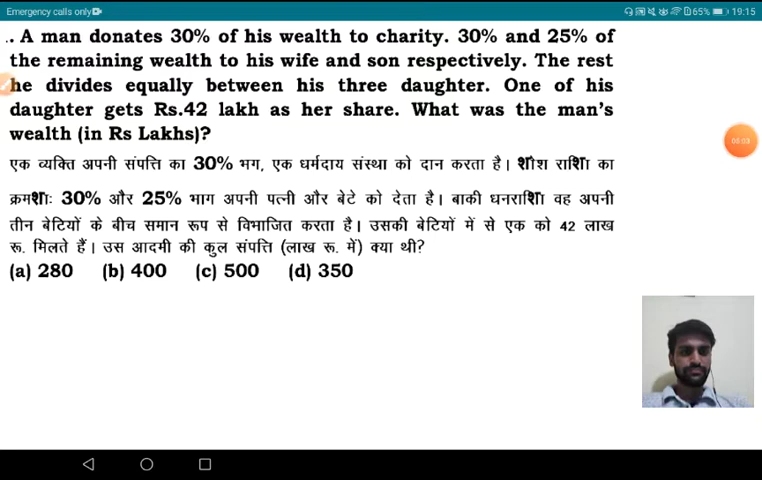 Emergency calls only 65% 19:15
.. A man donates 30% of his wealth to charity. 30% and 25% of
the remaining wealth to his wife and son respectively. The rest
he divides equally between his three daughter. One of his
daughter gets Rs.42 lakh as her share. What was the man's
wealth (in Rs Lakhs)?
05:03
एक व्यक्ति अपनी संपत्ति का 30% भग, एक धर्मदाय संस्था को दान करता है। शोश राशिा का
क्रमशाः 30% और 25% भाग अपनी पत्नी और बेटे को देता है। बाकी धनराशिा वह अपनी
तीन बेटियों के बीच समान रूप से विभाजित करता है। उसकी बेटियों में से एक को 42 लाख
रू. मिलते हैं। उस आदमी की कुल संपत्ति (लाख रू. में) क्या थी?
(a) 280 (b) 400 (c) 500 (d) 350